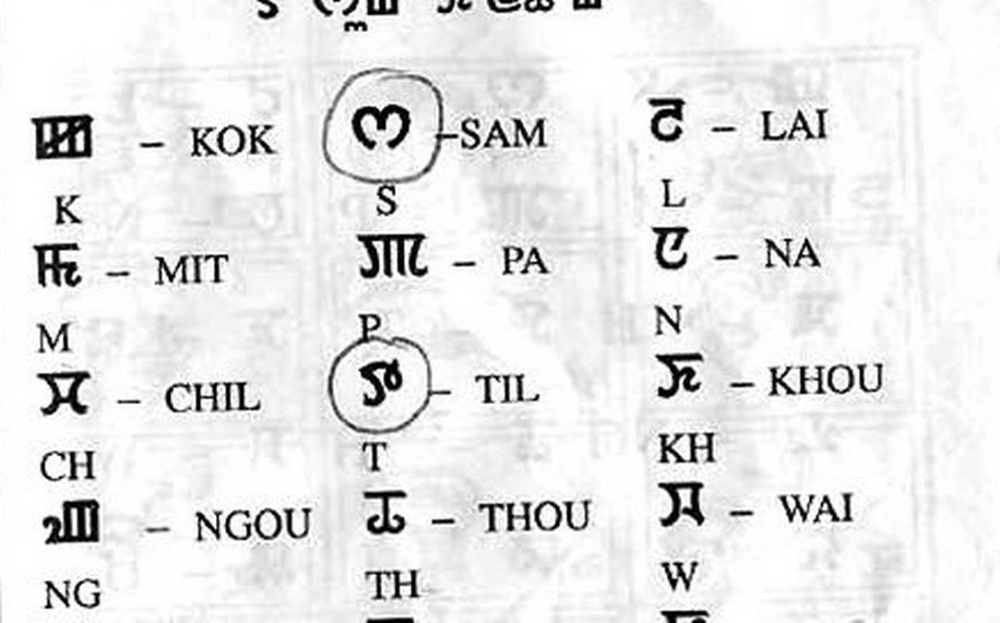 ꯀ – KOK ꯁ – SAM ꯂ – LAI
K S L
ꯃ – MIT ꯄ – PA ꯅ – NA
M P N
ꯆ – CHIL ꯇ – TIL ꯈ – KHOU
CH T KH
ꯉ – NGOU ꯊ – THOU ꯋ – WAI
NG TH W